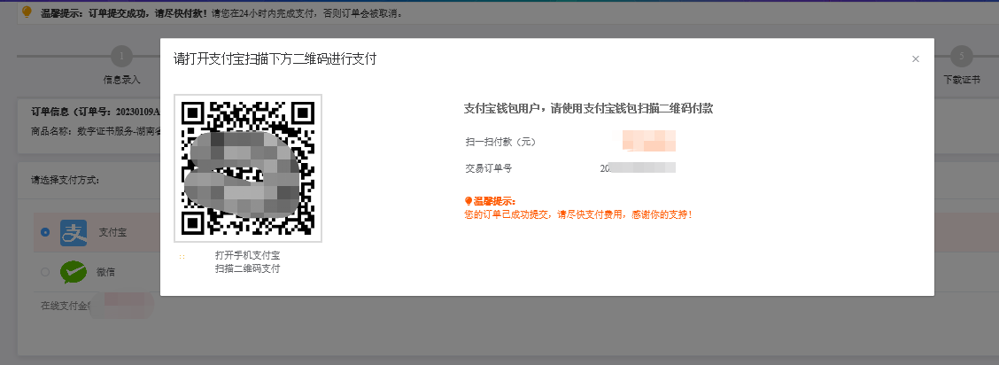 温馨提示：订单提交成功，请尽快付款！请您在24小时内完成支付，否则订单会被取消。
1
信息录入
5
下载证书
请打开支付宝扫描下方二维码进行支付
×
订单信息（订单号：20230109A
商品名称：数字证书服务-湖南省
请选择支付方式：
支付宝
微信
在线支付金额
打开手机支付宝
扫描二维码支付
支付宝钱包用户，请使用支付宝钱包扫描二维码付款
扫一扫付款（元）
交易订单号 20
温馨提示：
您的订单已成功提交，请尽快支付费用，感谢你的支持！